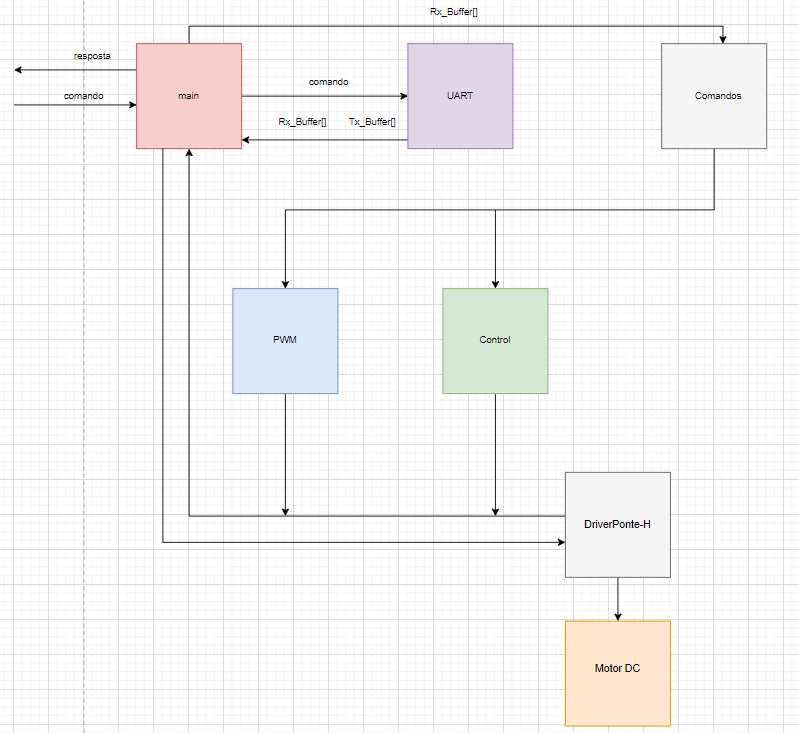 Rx_Buffer[]
resposta
comando
main
comando
UART
Comandos
Rx_Buffer[]
Tx_Buffer[]
PWM
Control
DriverPonte-H
Motor DC